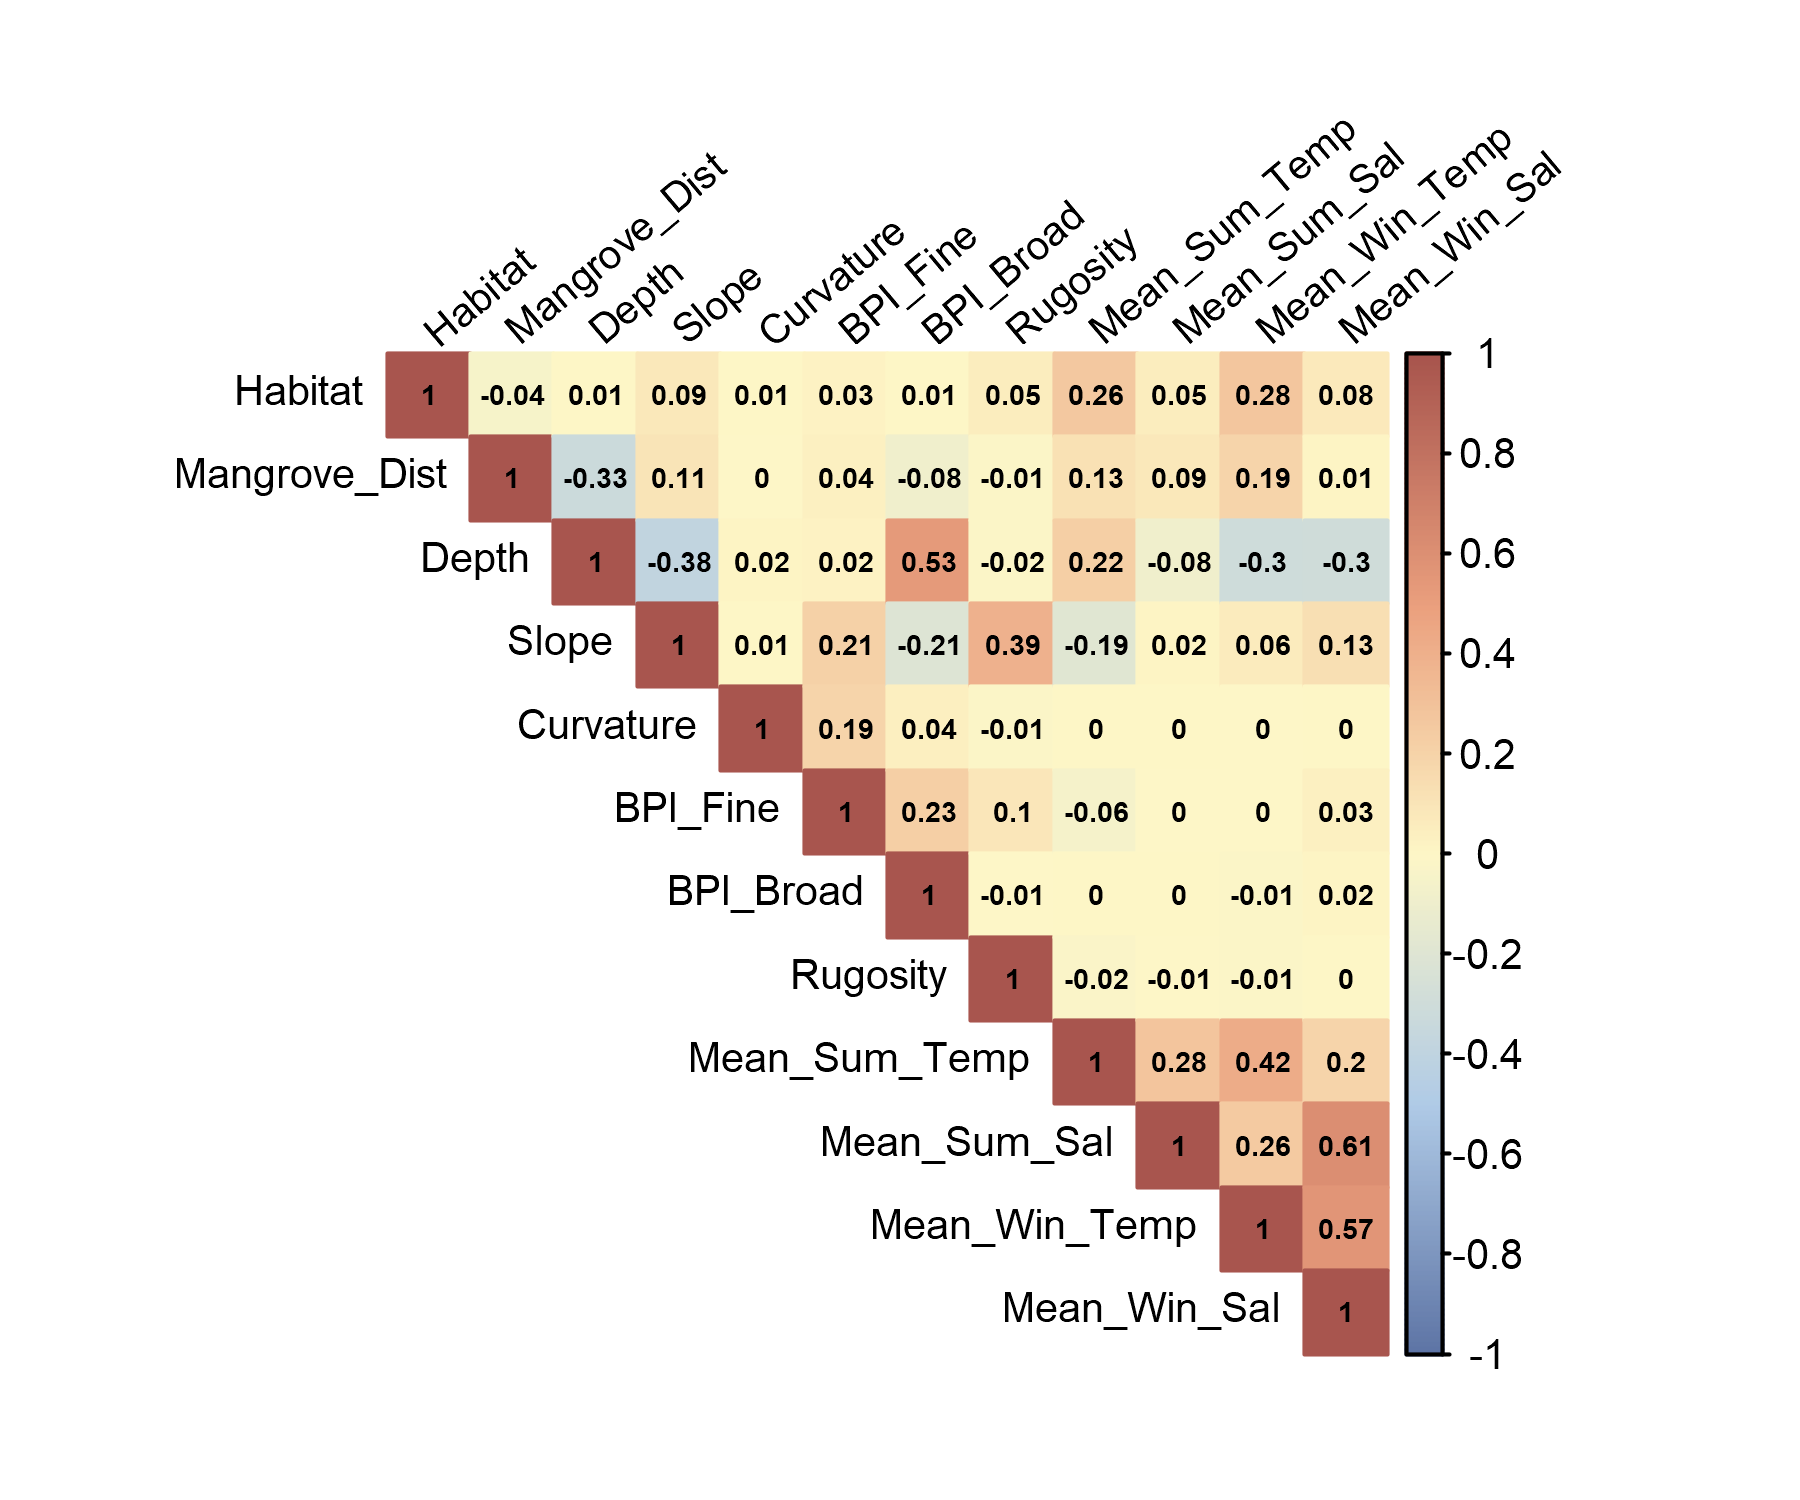 Habitat
Mangrove_Dist
Depth
Slope
Curvature
BPI_Fine
BPI_Broad
Rugosity
Mean_Sum_Temp
Mean_Sum_Sal
Mean_Win_Temp
Mean_Win_Sal
Habitat 1 -0.04 0.01 0.09 0.01 0.03 0.01 0.05 0.26 0.05 0.28 0.08
Mangrove_Dist 1 -0.33 0.11 0 0.04 -0.08 -0.01 0.13 0.09 0.19 0.01
Depth 1 -0.38 0.02 0.02 0.53 -0.02 0.22 -0.08 -0.3 -0.3
Slope 1 0.01 0.21 -0.21 0.39 -0.19 0.02 0.06 0.13
Curvature 1 0.19 0.04 -0.01 0 0 0 0
BPI_Fine 1 0.23 0.1 -0.06 0 0 0.03
BPI_Broad 1 -0.01 0 0 -0.01 0.02
Rugosity 1 -0.02 -0.01 -0.01 0
Mean_Sum_Temp 1 0.28 0.42 0.2
Mean_Sum_Sal 1 0.26 0.61
Mean_Win_Temp 1 0.57
Mean_Win_Sal 1
1
0.8
0.6
0.4
0.2
0
-0.2
-0.4
-0.6
-0.8
-1